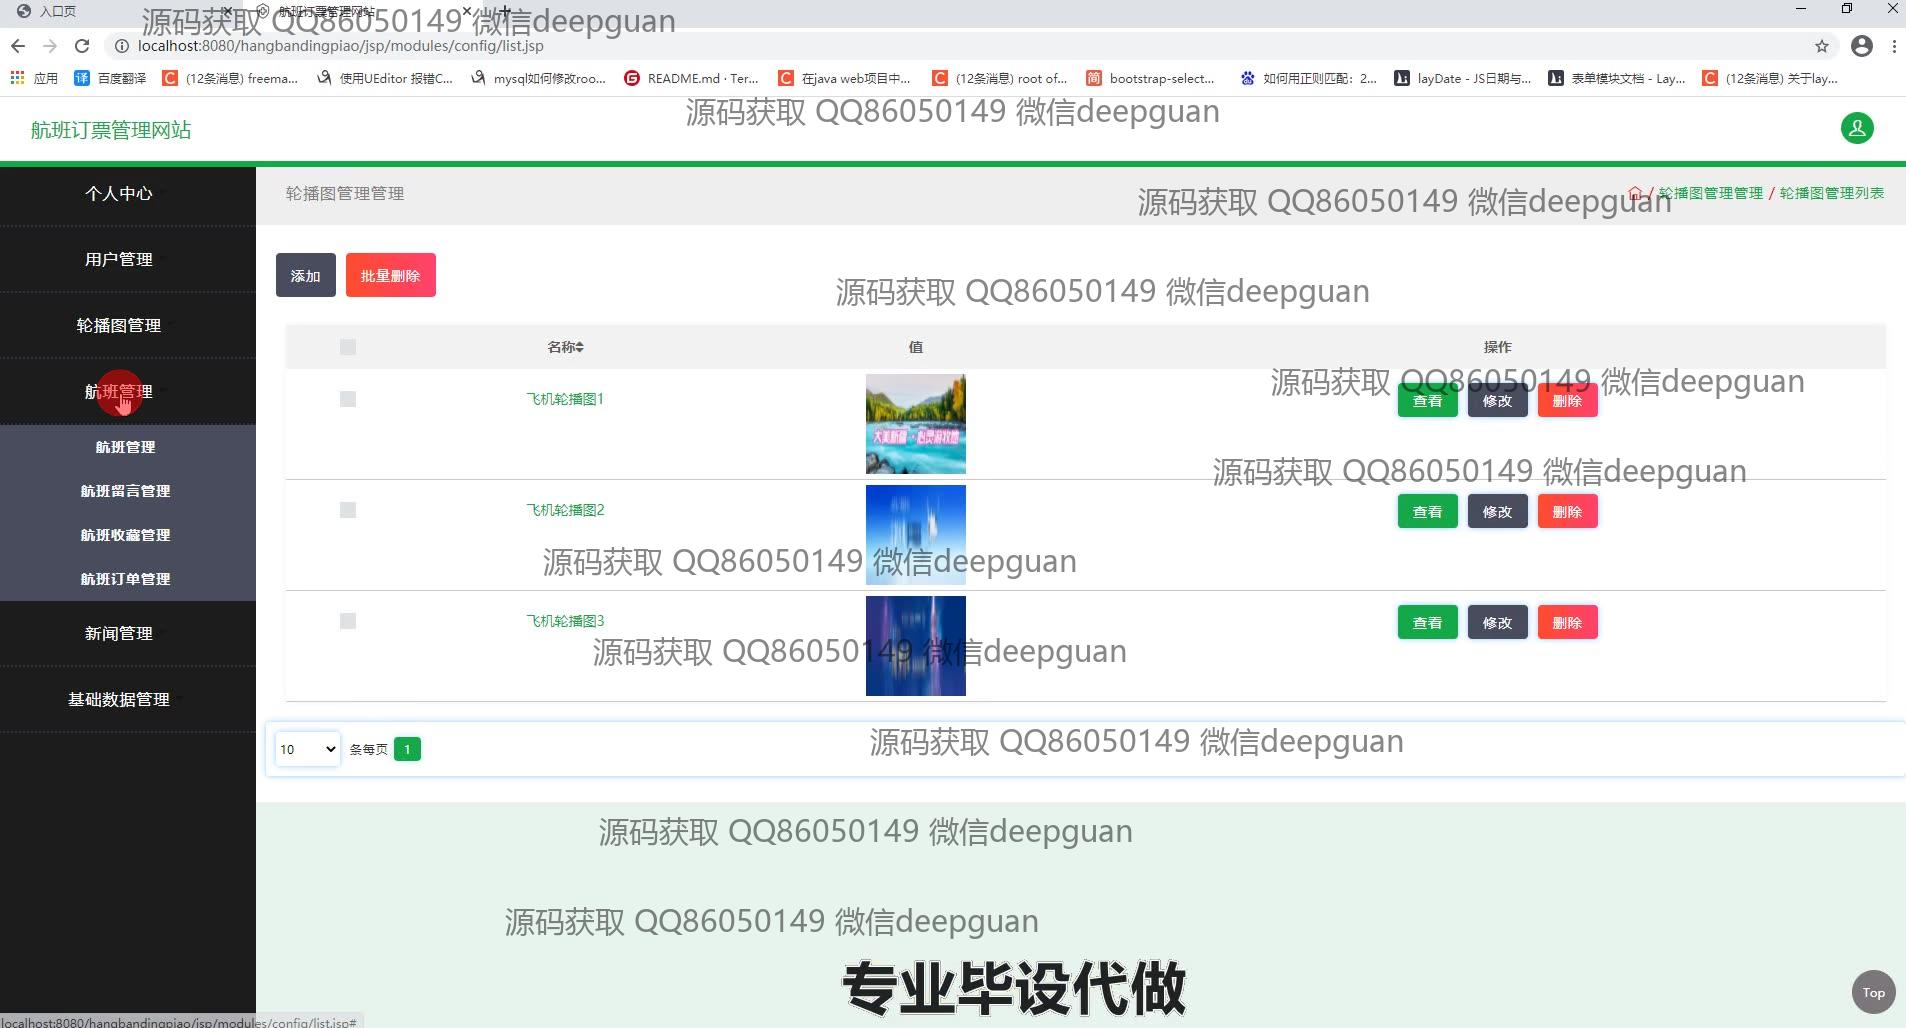 入口页
航班订票管理网站
源码获取 QQ86050149 微信deepguan
localhost:8080/hangbandingpiao/jsp/modules/config/list.jsp
应用 百度翻译 (12条消息) freema... 使用UEditor 报错C... mysql如何修改roo... README.md · Ter... 在java web项目中... (12条消息) root of... bootstrap-select... 如何用正则匹配：2... layDate - JS日期与... 表单模块文档 - Lay... (12条消息) 关于lay...
源码获取 QQ86050149 微信deepguan
航班订票管理网站
个人中心
用户管理
轮播图管理
航班管理
航班管理
航班留言管理
航班收藏管理
航班订单管理
新闻管理
基础数据管理
轮播图管理管理
/ 轮播图管理管理 / 轮播图管理列表
源码获取 QQ86050149 微信deepguan
添加 批量删除
源码获取 QQ86050149 微信deepguan
名称 值 操作
源码获取 QQ86050149 微信deepguan
飞机轮播图1 查看 修改 删除
大美新疆·心灵游牧地
源码获取 QQ86050149 微信deepguan
飞机轮播图2 查看 修改 删除
源码获取 QQ86050149 微信deepguan
飞机轮播图3 查看 修改 删除
源码获取 QQ86050149 微信deepguan
源码获取 QQ86050149 微信deepguan
10 条每页 1
源码获取 QQ86050149 微信deepguan
源码获取 QQ86050149 微信deepguan
专业毕设代做
Top
localhost:8080/hangbandingpiao/jsp/modules/config/list.jsp#